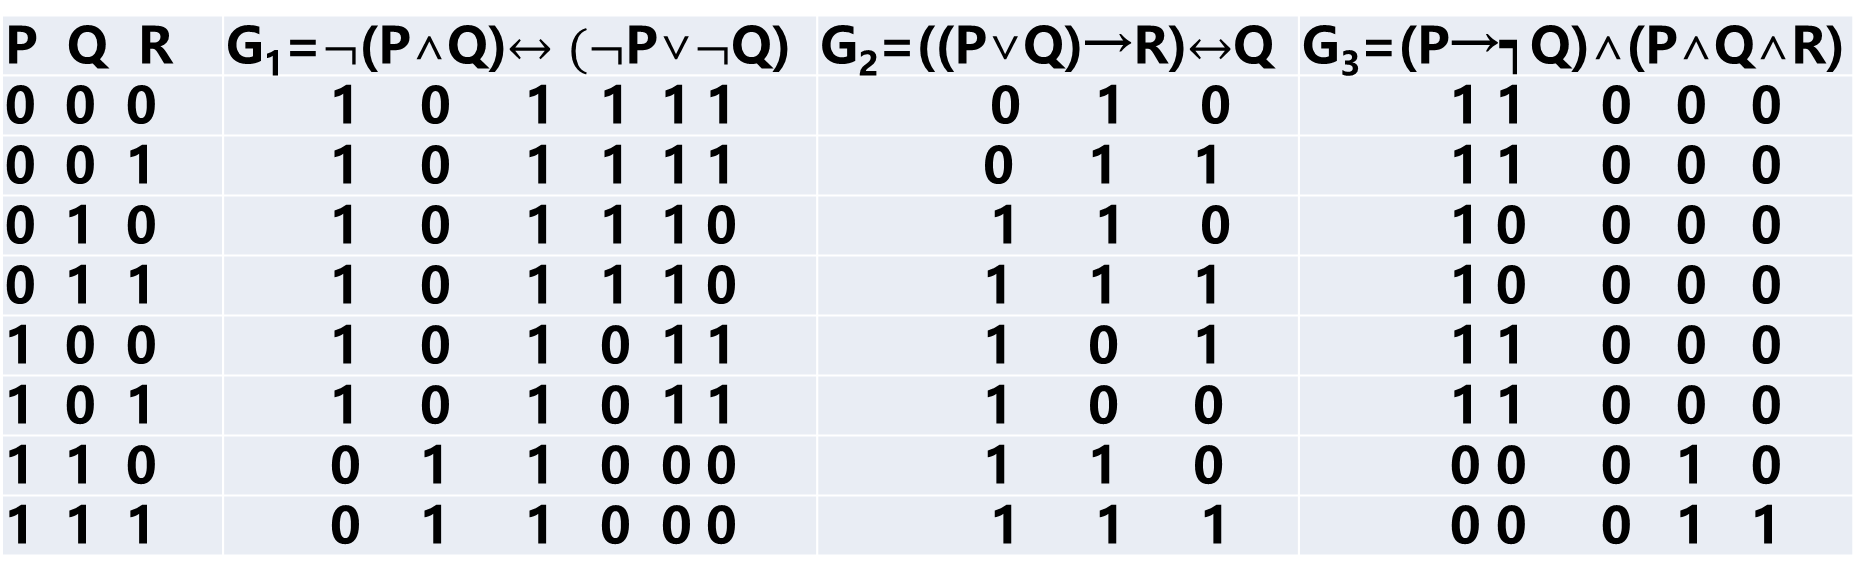 P Q R G₁=¬(P∧Q)↔(¬P∨¬Q) G₂=((P∨Q)→R)↔Q G₃=(P→┐Q)∧(P∧Q∧R)
0 0 0 1 0 1 1 1 1 0 1 0 1 1 0 0 0
0 0 1 1 0 1 1 1 1 0 1 1 1 1 0 0 0
0 1 0 1 0 1 1 1 0 1 1 0 1 0 0 0 0
0 1 1 1 0 1 1 1 0 1 1 1 1 0 0 0 0
1 0 0 1 0 1 0 1 1 1 0 1 1 1 0 0 0
1 0 1 1 0 1 0 1 1 1 0 0 1 1 0 0 0
1 1 0 0 1 1 0 0 0 1 1 0 0 0 0 1 0
1 1 1 0 1 1 0 0 0 1 1 1 0 0 0 1 1